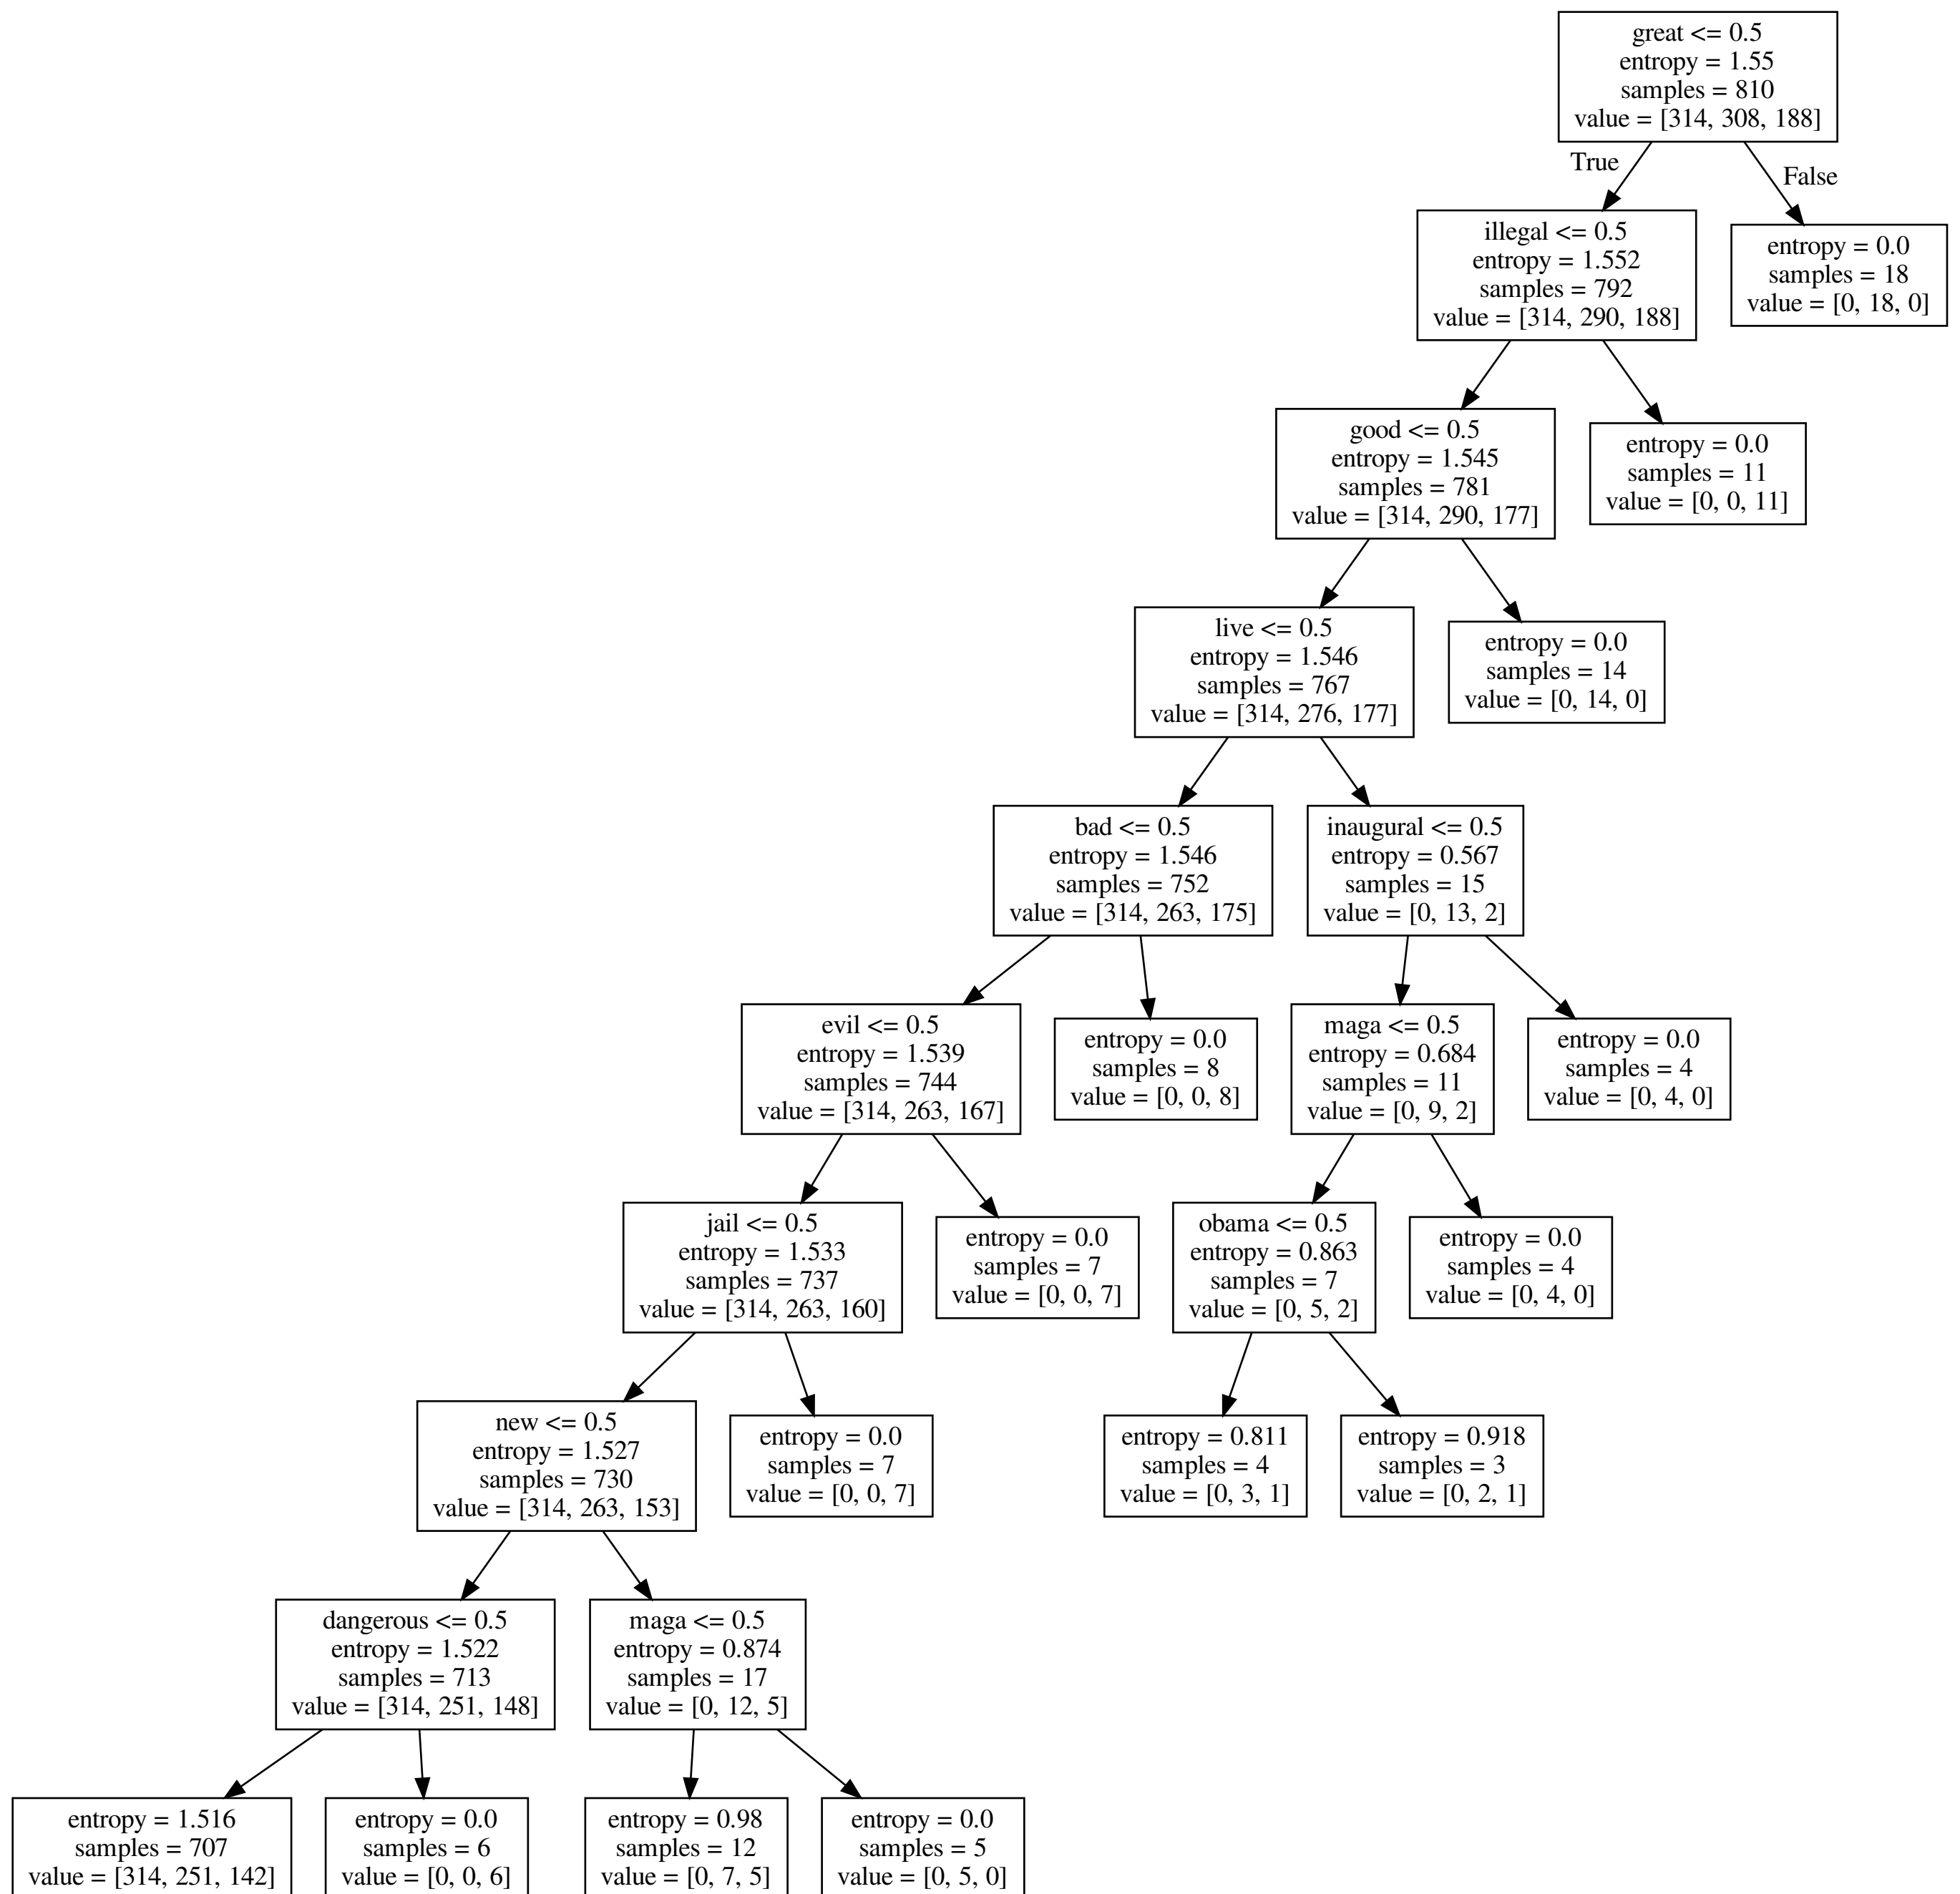 great <= 0.5
entropy = 1.55
samples = 810
value = [314, 308, 188]
True
False
illegal <= 0.5
entropy = 1.552
samples = 792
value = [314, 290, 188]
entropy = 0.0
samples = 18
value = [0, 18, 0]
good <= 0.5
entropy = 1.545
samples = 781
value = [314, 290, 177]
entropy = 0.0
samples = 11
value = [0, 0, 11]
live <= 0.5
entropy = 1.546
samples = 767
value = [314, 276, 177]
entropy = 0.0
samples = 14
value = [0, 14, 0]
bad <= 0.5
entropy = 1.546
samples = 752
value = [314, 263, 175]
inaugural <= 0.5
entropy = 0.567
samples = 15
value = [0, 13, 2]
evil <= 0.5
entropy = 1.539
samples = 744
value = [314, 263, 167]
entropy = 0.0
samples = 8
value = [0, 0, 8]
maga <= 0.5
entropy = 0.684
samples = 11
value = [0, 9, 2]
entropy = 0.0
samples = 4
value = [0, 4, 0]
jail <= 0.5
entropy = 1.533
samples = 737
value = [314, 263, 160]
entropy = 0.0
samples = 7
value = [0, 0, 7]
obama <= 0.5
entropy = 0.863
samples = 7
value = [0, 5, 2]
entropy = 0.0
samples = 4
value = [0, 4, 0]
new <= 0.5
entropy = 1.527
samples = 730
value = [314, 263, 153]
entropy = 0.0
samples = 7
value = [0, 0, 7]
entropy = 0.811
samples = 4
value = [0, 3, 1]
entropy = 0.918
samples = 3
value = [0, 2, 1]
dangerous <= 0.5
entropy = 1.522
samples = 713
value = [314, 251, 148]
maga <= 0.5
entropy = 0.874
samples = 17
value = [0, 12, 5]
entropy = 1.516
samples = 707
value = [314, 251, 142]
entropy = 0.0
samples = 6
value = [0, 0, 6]
entropy = 0.98
samples = 12
value = [0, 7, 5]
entropy = 0.0
samples = 5
value = [0, 5, 0]